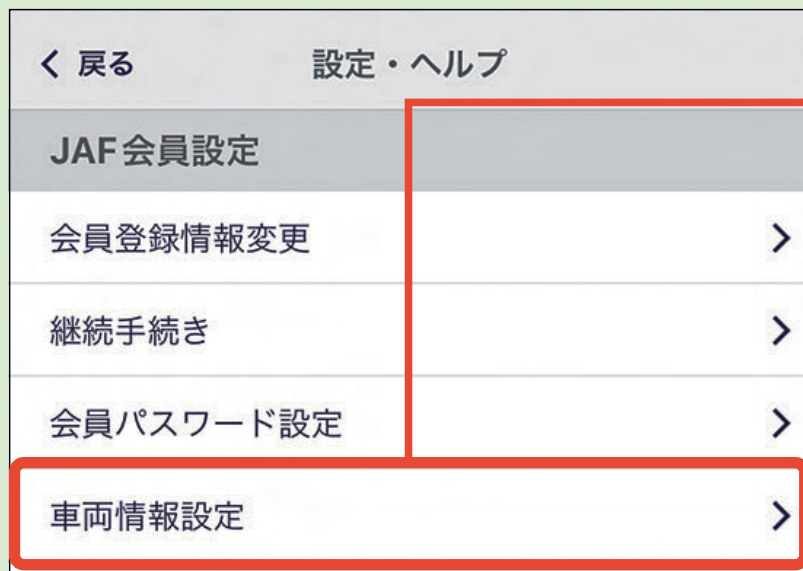 戻る 設定・ヘルプ
JAF会員設定
会員登録情報変更
継続手続き
会員パスワード設定
車両情報設定